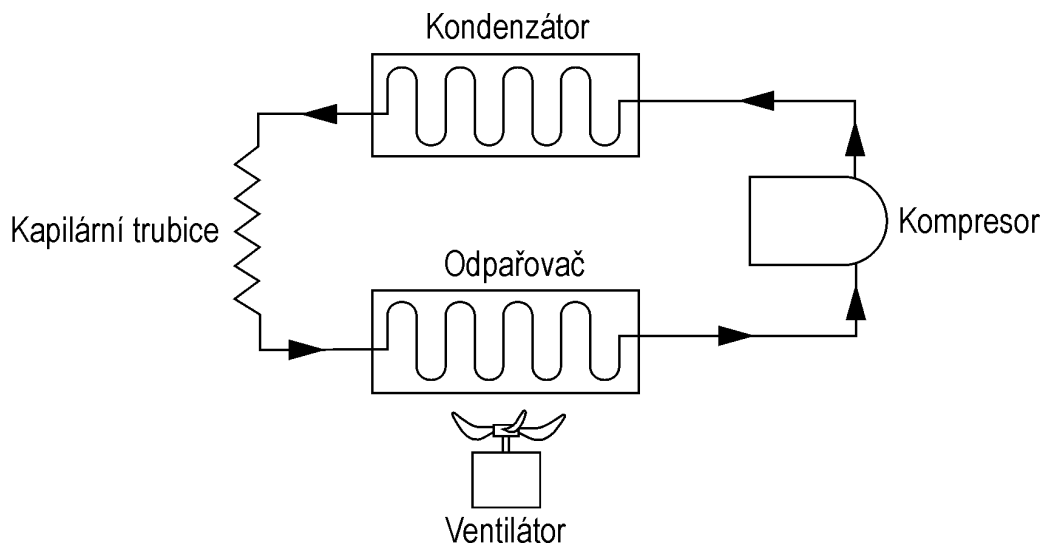 Kondenzátor
Kapilární trubice
Kompresor
Odpařovač
Ventilátor